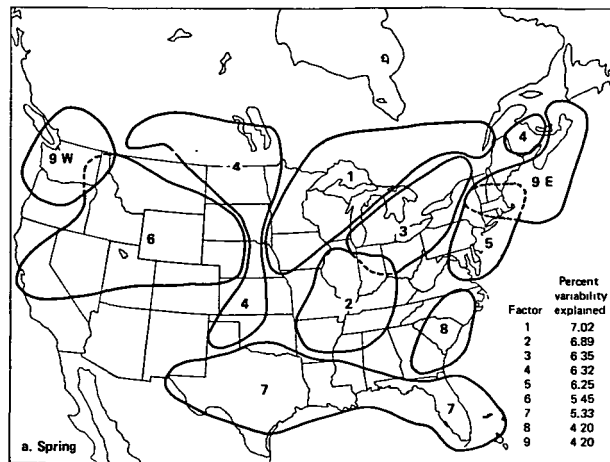 4
9 W
4
1
9 E
3
6
5
4
2
8
7
7
Percent
variability
Factor explained
1 7.02
2 6.89
3 6 35
4 6 32
5 6.25
6 5.45
7 5.33
8 4 20
9 4 20
a. Spring